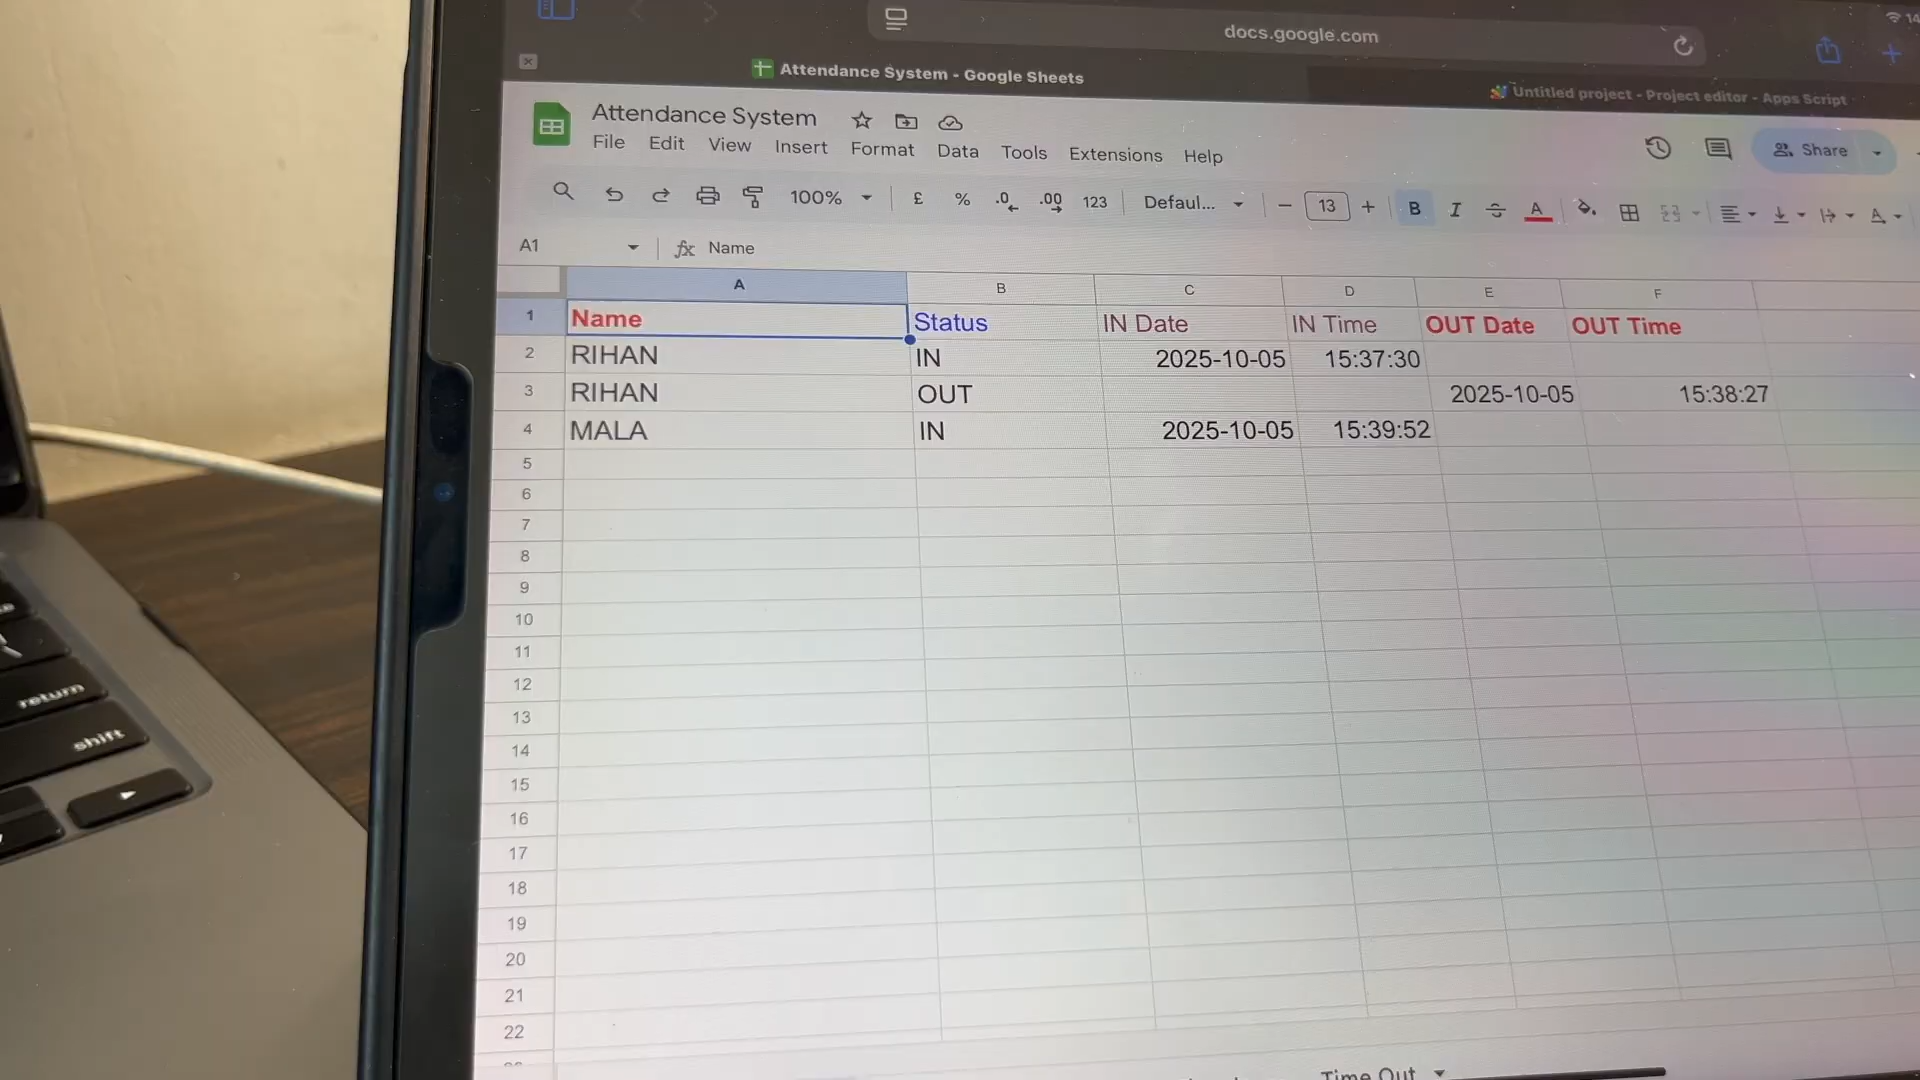 docs.google.com
14
Attendance System - Google Sheets
Untitled project - Project editor - Apps Script
Attendance System
File Edit View Insert Format Data Tools Extensions Help
Share
100% £ % .0 .00 123 Defaul... − 13 + B I A
A1 fx Name
A B C D E F
1 Name Status IN Date IN Time OUT Date OUT Time
2 RIHAN IN 2025-10-05 15:37:30
3 RIHAN OUT 2025-10-05 15:38:27
4 MALA IN 2025-10-05 15:39:52
5
6
7
8
9
10
11
12
13
14
15
16
17
18
19
20
21
22
Time Out
return
shift